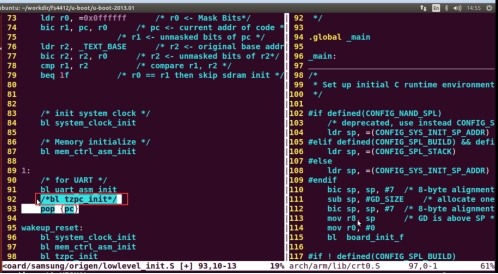 ubuntu: ~/fs4412/u-boot/u-boot-2013.01
En
14:55
73 ldr r0, =0x0ffffff /* r0 <- Mask Bits*/
74 bic r1, pc, r0 /* pc <- current addr of code *
75 /* r1 <- unmasked bits of pc */
76 ldr r2, _TEXT_BASE /* r2 <- original base addr
77 bic r2, r2, r0 /* r2 <- unmasked bits of r2*/
78 cmp r1, r2 /* compare r1, r2 */
79 beq 1f /* r0 == r1 then skip sdram init */
80
81
82
83 /* init system clock */
84 bl system_clock_init
85
86 /* Memory initialize */
87 bl mem_ctrl_asm_init
88
89 1:
90 /* for UART */
91 bl uart_asm_init
92 /*bl tzpc_init*/
93 pop {pc}
94
95 wakeup_reset:
96 bl system_clock_init
97 bl mem_ctrl_asm_init
98 bl tzpc_init
<oard/samsung/origen/lowlevel_init.S [+] 93,10-13 19%
92 */
93
94 .global _main
95
96 _main:
97
98 /*
99 * Set up initial C runtime environment
100 */
101
102 #if defined(CONFIG_NAND_SPL)
103 /* deprecated, use instead CONFIG_S
104 ldr sp, =(CONFIG_SYS_INIT_SP_ADDR)
105 #elif defined(CONFIG_SPL_BUILD) && defi
106 ldr sp, =(CONFIG_SPL_STACK)
107 #else
108 ldr sp, =(CONFIG_SYS_INIT_SP_ADDR)
109 #endif
110 bic sp, sp, #7 /* 8-byte alignment
111 sub sp, #GD_SIZE /* allocate one
112 bic sp, sp, #7 /* 8-byte alignment
113 mov r8, sp /* GD is above SP *
114 mov r0, #0
115 bl board_init_f
116
117 #if ! defined(CONFIG_SPL_BUILD)
arch/arm/lib/crt0.S 97,0-1 61%